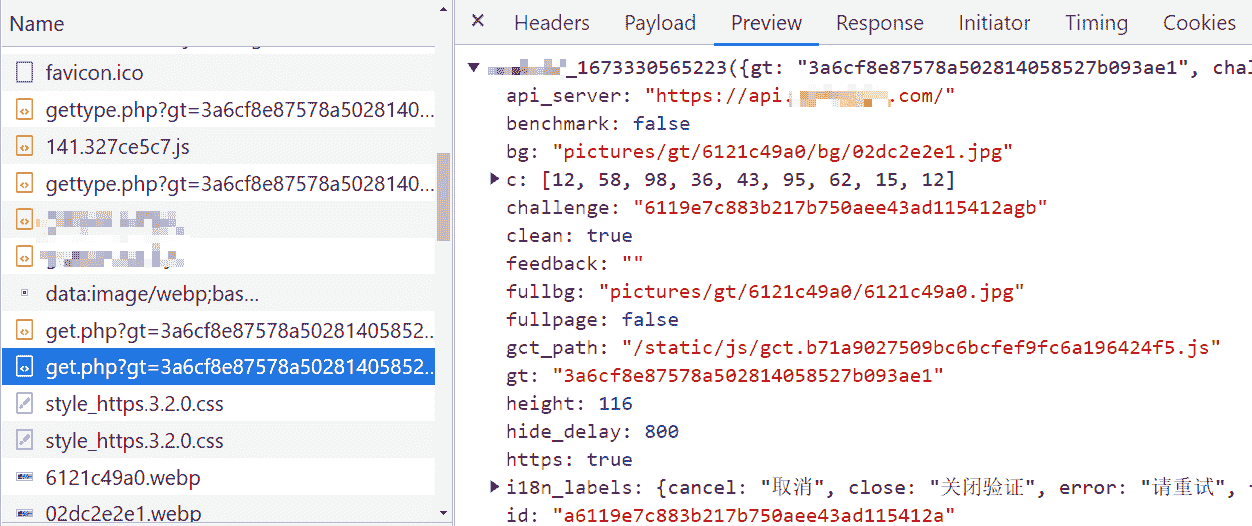 Name
favicon.ico
gettype.php?gt=3a6cf8e87578a5028140...
141.327ce5c7.js
gettype.php?gt=3a6cf8e87578a5028140...
data:image/webp;bas...
get.php?gt=3a6cf8e87578a50281405852...
get.php?gt=3a6cf8e87578a50281405852...
style_https.3.2.0.css
style_https.3.2.0.css
6121c49a0.webp
02dc2e2e1.webp
× Headers Payload Preview Response Initiator Timing Cookies
_1673330565223({gt: "3a6cf8e87578a502814058527b093ae1", chal
api_server: "https://api. .com/"
benchmark: false
bg: "pictures/gt/6121c49a0/bg/02dc2e2e1.jpg"
c: [12, 58, 98, 36, 43, 95, 62, 15, 12]
challenge: "6119e7c883b217b750aee43ad115412agb"
clean: true
feedback: ""
fullbg: "pictures/gt/6121c49a0/6121c49a0.jpg"
fullpage: false
gct_path: "/static/js/gct.b71a9027509bc6bcfef9fc6a196424f5.js"
gt: "3a6cf8e87578a502814058527b093ae1"
height: 116
hide_delay: 800
https: true
i18n_labels: {cancel: "取消", close: "关闭验证", error: "请重试",
id: "a6119e7c883b217b750aee43ad115412a"